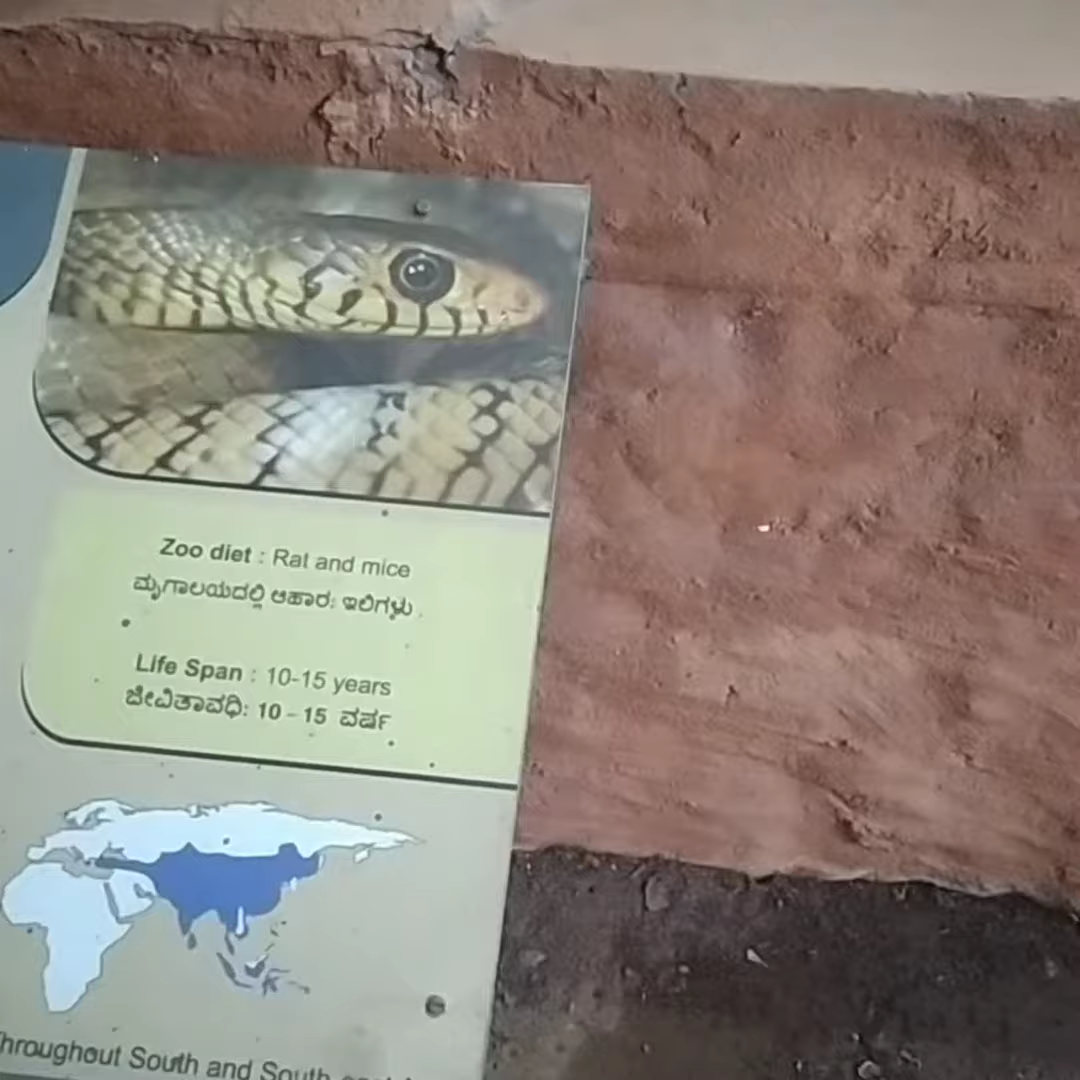 Zoo diet : Rat and mice
ಮೃಗಾಲಯದಲ್ಲಿ ಆಹಾರ: ಇಲಿಗಳು
Life Span : 10-15 years
ಜೀವಿತಾವಧಿ: 10 - 15 ವರ್ಷ
Throughout South and South